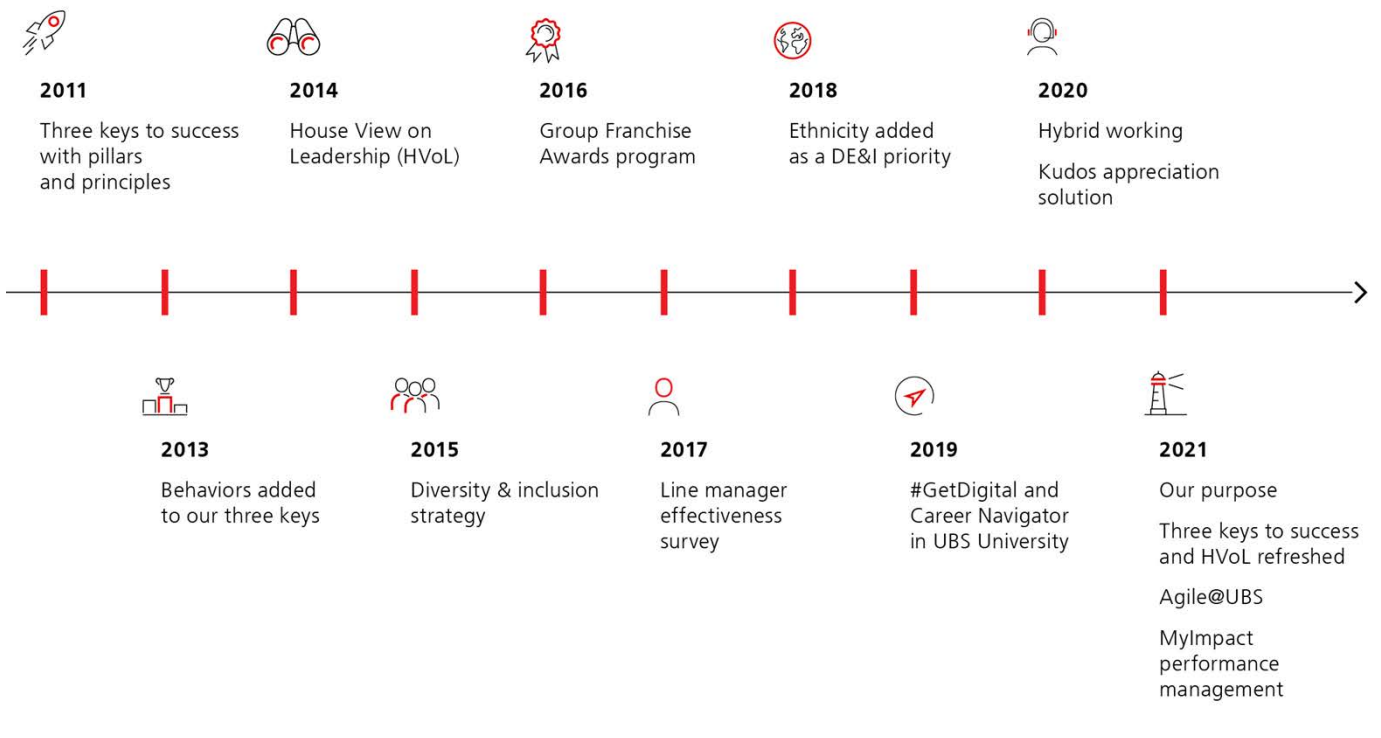 2011
Three keys to success
with pillars
and principles
2014
House View on
Leadership (HVoL)
2016
Group Franchise
Awards program
2018
Ethnicity added
as a DE&I priority
2020
Hybrid working
Kudos appreciation
solution
2013
Behaviors added
to our three keys
2015
Diversity & inclusion
strategy
2017
Line manager
effectiveness
survey
2019
#GetDigital and
Career Navigator
in UBS University
2021
Our purpose
Three keys to success
and HVoL refreshed
Agile@UBS
MyImpact
performance
management